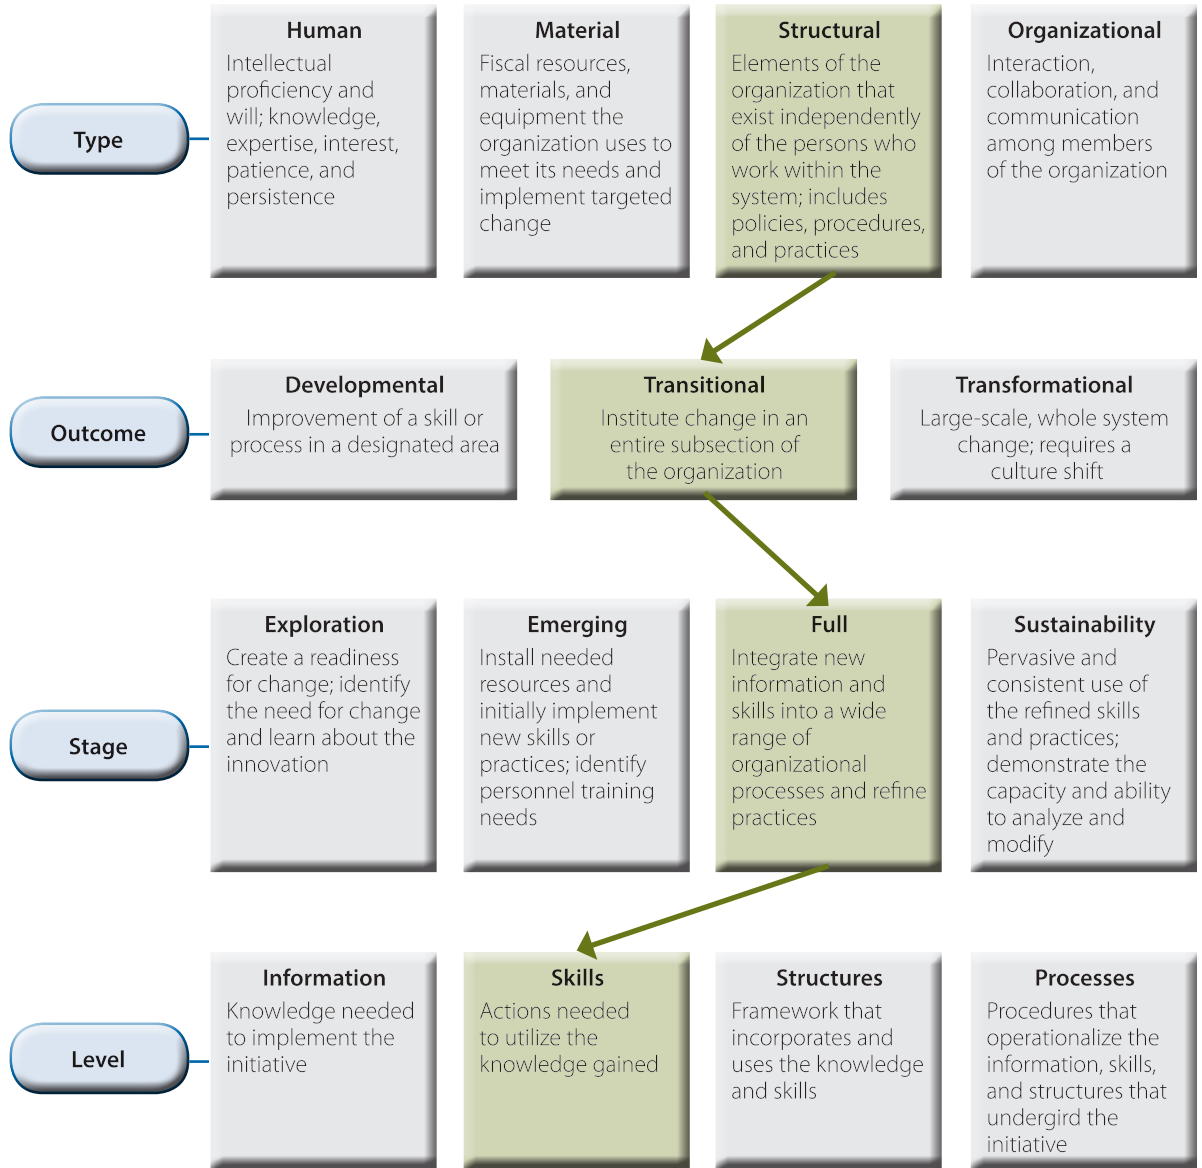 Type
Human
Intellectual
proficiency and
will; knowledge,
expertise, interest,
patience, and
persistence
Material
Fiscal resources,
materials, and
equipment the
organization uses to
meet its needs and
implement targeted
change
Structural
Elements of the
organization that
exist independently
of the persons who
work within the
system; includes
policies, procedures,
and practices
Organizational
Interaction,
collaboration, and
communication
among members
of the organization
Outcome
Developmental
Improvement of a skill or
process in a designated area
Transitional
Institute change in an
entire subsection of
the organization
Transformational
Large-scale, whole system
change; requires a
culture shift
Stage
Exploration
Create a readiness
for change; identify
the need for change
and learn about the
innovation
Emerging
Install needed
resources and
initially implement
new skills or
practices; identify
personnel training
needs
Full
Integrate new
information and
skills into a wide
range of
organizational
processes and refine
practices
Sustainability
Pervasive and
consistent use of
the refined skills
and practices;
demonstrate the
capacity and ability
to analyze and
modify
Level
Information
Knowledge needed
to implement the
initiative
Skills
Actions needed
to utilize the
knowledge gained
Structures
Framework that
incorporates and
uses the knowledge
and skills
Processes
Procedures that
operationalize the
information, skills,
and structures that
undergird the
initiative